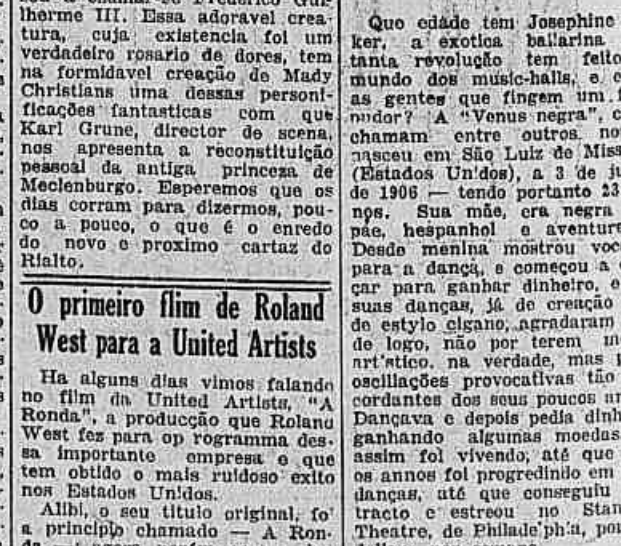 lherme III. Essa adoravel crea-
tura, cuja existencia foi um
verdadeiro rosario de dores, tem
na formidavel creação de Mady
Christians uma dessas personi-
ficações fantasticas com que
Karl Grune, director de scena,
nos apresenta a reconstituição
pessoal da antiga princeza de
Meclenburgo. Esperemos que os
dias corram para dizermos, pou-
co a pouco, o que é o enredo
do novo e proximo cartaz do
Rialto.
O primeiro flim de Roland
West para a United Artists
Ha alguns dias vimos falando
no film da United Artists, "A
Ronda", a producção que Roland
West fez para op rogramma des-
sa importante empresa e que
tem obtido o mais ruidoso exito
nos Estados Unidos.
Alibi, o seu titulo original, fo'
a principio chamado — A Ron-
Que edade tem Josephine
ker, a exotica bailarina
tanta revolução tem feito
mundo dos music-halls, e
as gentes que fingem um
pudor? A "Venus negra",
chamam entre outros
nasceu em São Luiz de Miss
(Estados Un'dos), a 3 de ju
de 1906 — tendo portanto 23
nos. Sua mãe, era negra
pae, hespanhol e aventure
Desde menina mostrou voc
para a dança, e começou a
çar para ganhar dinheiro, e
suas danças, já de creação
de estylo cigano, agradaram
de logo, não por terem
art'stico, na verdade, mas
oscillações provocativas tão
cordantes dos seus poucos an
Dançava e depois pedia dinh
ganhando algumas moedas
assim foi vivendo, até que
os annos foi progredindo em
danças, até que conseguiu
tracto e estreou no Stan
Theatre, de Philade'ph'a, po